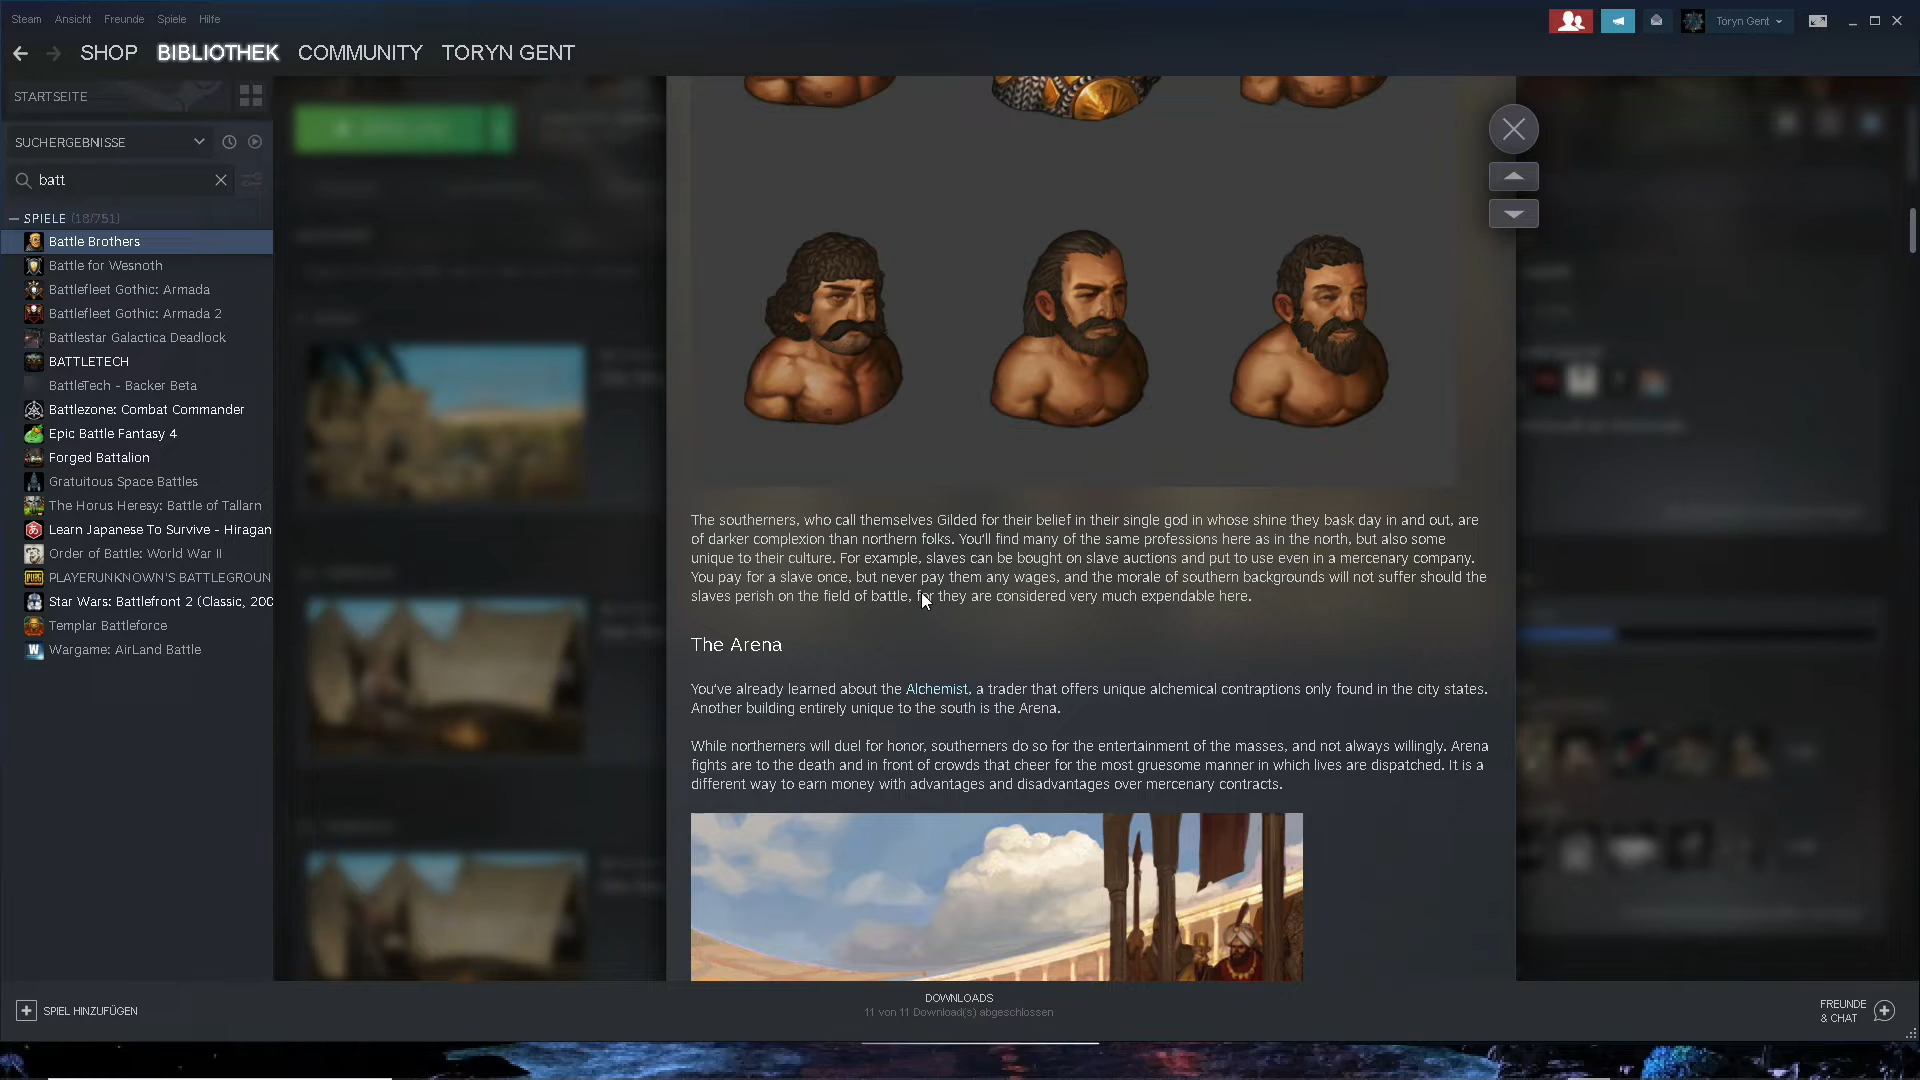 Steam Ansicht Freunde Spiele Hilfe
Toryn Gent
SHOP BIBLIOTHEK COMMUNITY TORYN GENT
STARTSEITE
SUCHERGEBNISSE
batt
SPIELE (18/751)
Battle Brothers
Battle for Wesnoth
Battlefleet Gothic: Armada
Battlefleet Gothic: Armada 2
Battlestar Galactica Deadlock
BATTLETECH
BattleTech - Backer Beta
Battlezone: Combat Commander
Epic Battle Fantasy 4
Forged Battalion
Gratuitous Space Battles
The Horus Heresy: Battle of Tallarn
Learn Japanese To Survive - Hiragan
Order of Battle: World War II
PLAYERUNKNOWN'S BATTLEGROUN
Star Wars: Battlefront 2 (Classic, 200
Templar Battleforce
Wargame: AirLand Battle
The southerners, who call themselves Gilded for their belief in their single god in whose shine they bask day in and out, are
of darker complexion than northern folks. You'll find many of the same professions here as in the north, but also some
unique to their culture. For example, slaves can be bought on slave auctions and put to use even in a mercenary company.
You pay for a slave once, but never pay them any wages, and the morale of southern backgrounds will not suffer should the
slaves perish on the field of battle, for they are considered very much expendable here.
The Arena
You've already learned about the Alchemist, a trader that offers unique alchemical contraptions only found in the city states.
Another building entirely unique to the south is the Arena.
While northerners will duel for honor, southerners do so for the entertainment of the masses, and not always willingly. Arena
fights are to the death and in front of crowds that cheer for the most gruesome manner in which lives are dispatched. It is a
different way to earn money with advantages and disadvantages over mercenary contracts.
SPIEL HINZUFÜGEN
DOWNLOADS
11 von 11 Download(s) abgeschlossen
FREUNDE
& CHAT